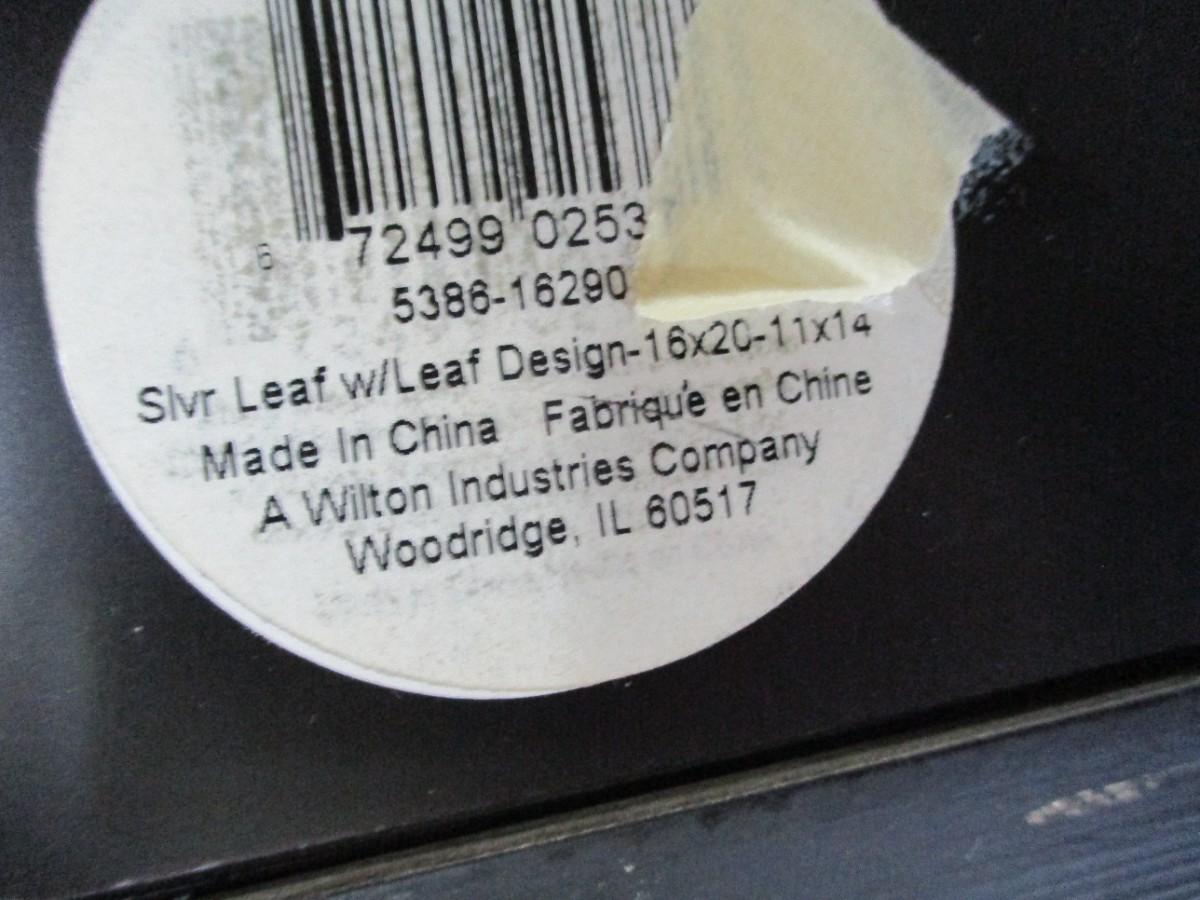 6 72499 0253
5386-16290
Slvr Leaf w/Leaf Design-16x20-11x14
Made In China Fabriqué en Chine
A Wilton Industries Company
Woodridge, IL 60517